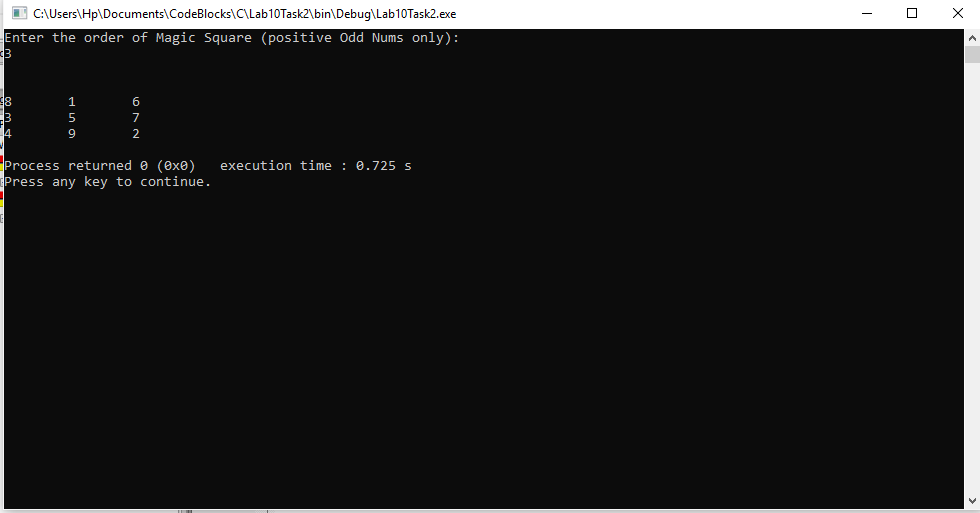 C:\Users\Hp\Documents\CodeBlocks\C\Lab10Task2\bin\Debug\Lab10Task2.exe
Enter the order of Magic Square (positive Odd Nums only):
3
8 1 6
3 5 7
4 9 2
Process returned 0 (0x0) execution time : 0.725 s
Press any key to continue.